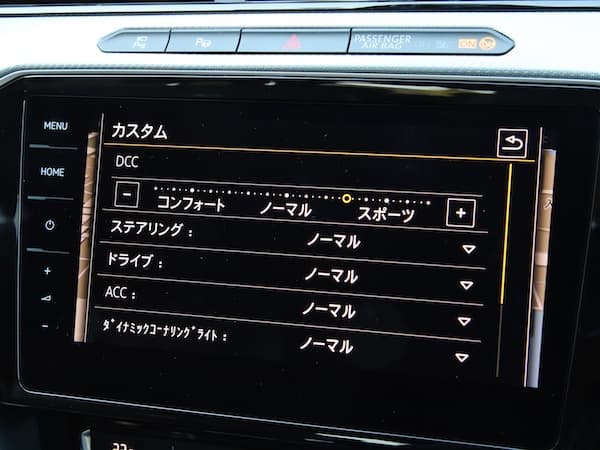 PASSENGER
AIR BAG
ON
MENU
カスタム
DCC
HOME
−
コンフォート ノーマル スポーツ
+
ステアリング : ノーマル
ドライブ : ノーマル
+
ACC : ノーマル
−
ﾀﾞｲﾅﾐｯｸｺｰﾅﾘﾝｸﾞﾗｲﾄ : ノーマル